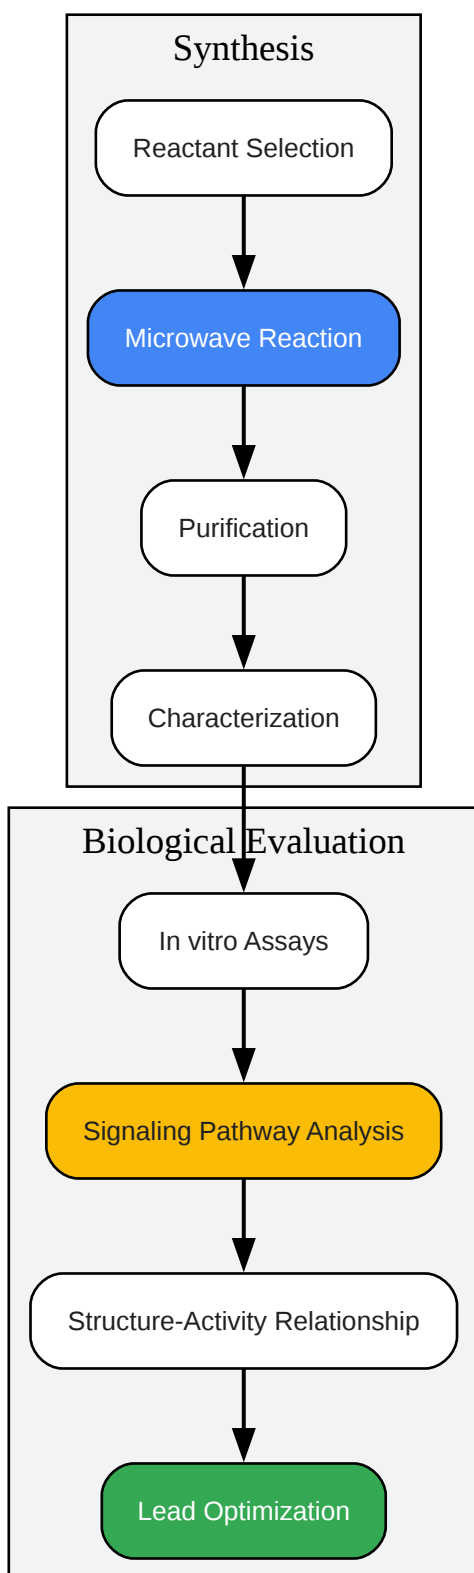 Synthesis
Reactant Selection
Microwave Reaction
Purification
Characterization
Biological Evaluation
In vitro Assays
Signaling Pathway Analysis
Structure-Activity Relationship
Lead Optimization